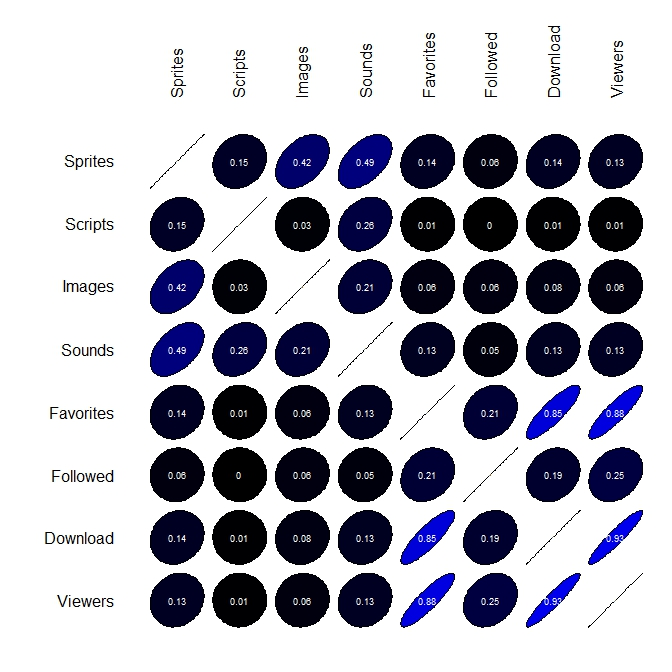 Sprites Scripts Images Sounds Favorites Followed Download Viewers
Sprites 0.15 0.42 0.49 0.14 0.06 0.14 0.13
Scripts 0.15 0.03 0.26 0.01 0 0.01 0.01
Images 0.42 0.03 0.21 0.06 0.06 0.08 0.06
Sounds 0.49 0.26 0.21 0.13 0.05 0.13 0.13
Favorites 0.14 0.01 0.06 0.13 0.21 0.85 0.88
Followed 0.06 0 0.06 0.05 0.21 0.19 0.25
Download 0.14 0.01 0.08 0.13 0.85 0.19 0.93
Viewers 0.13 0.01 0.06 0.13 0.88 0.25 0.93